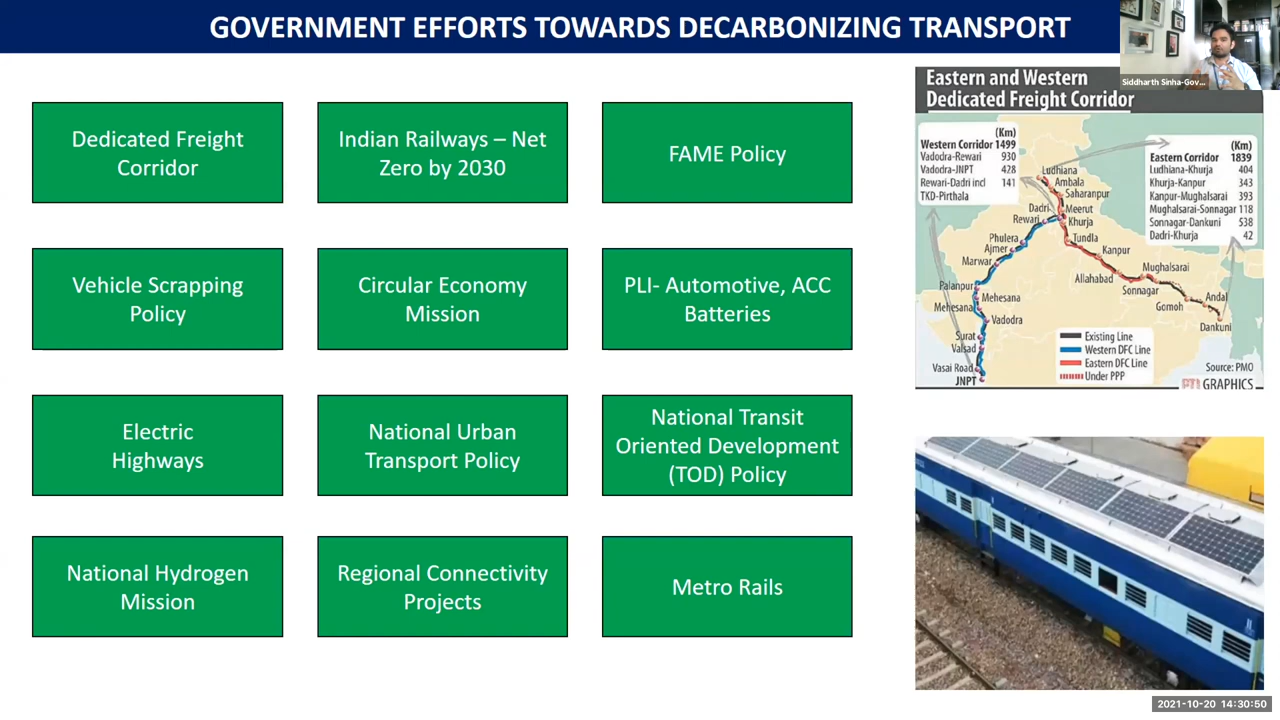 GOVERNMENT EFFORTS TOWARDS DECARBONIZING TRANSPORT
Siddharth Sinha-Gov...
Dedicated Freight
Corridor
Indian Railways – Net
Zero by 2030
FAME Policy
Vehicle Scrapping
Policy
Circular Economy
Mission
PLI- Automotive, ACC
Batteries
Electric
Highways
National Urban
Transport Policy
National Transit
Oriented Development
(TOD) Policy
National Hydrogen
Mission
Regional Connectivity
Projects
Metro Rails
Eastern and Western
Dedicated Freight Corridor
(Km)
Western Corridor 1499
Vadodra-Rewari 930
Vadodra-JNPT 428
Rewari-Dadri incl 141
TKD-Pirthala
(Km)
Eastern Corridor 1839
Ludhiana-Khurja 404
Khurja-Kanpur 343
Kanpur-Mughalsarai 393
Mughalsarai-Sonnagar 118
Sonnagar-Dankuni 538
Dadri-Khurja 42
Ludhiana
Ambala
Saharanpur
Dadri
Meerut
Rewari
Khurja
Phulera
Tundla
Ajmer
Kanpur
Marwar
Mughalsarai
Allahabad
Palanpur
Sonnagar
Mehesana
Andal
Mehesana
Gomoh
Vadodra
Dankuni
Surat
Valsad
Vasai Road
JNPT
Existing Line
Western DFC Line
Eastern DFC Line
Under PPP
Source: PMO
PTI GRAPHICS
2021-10-20 14:30:50